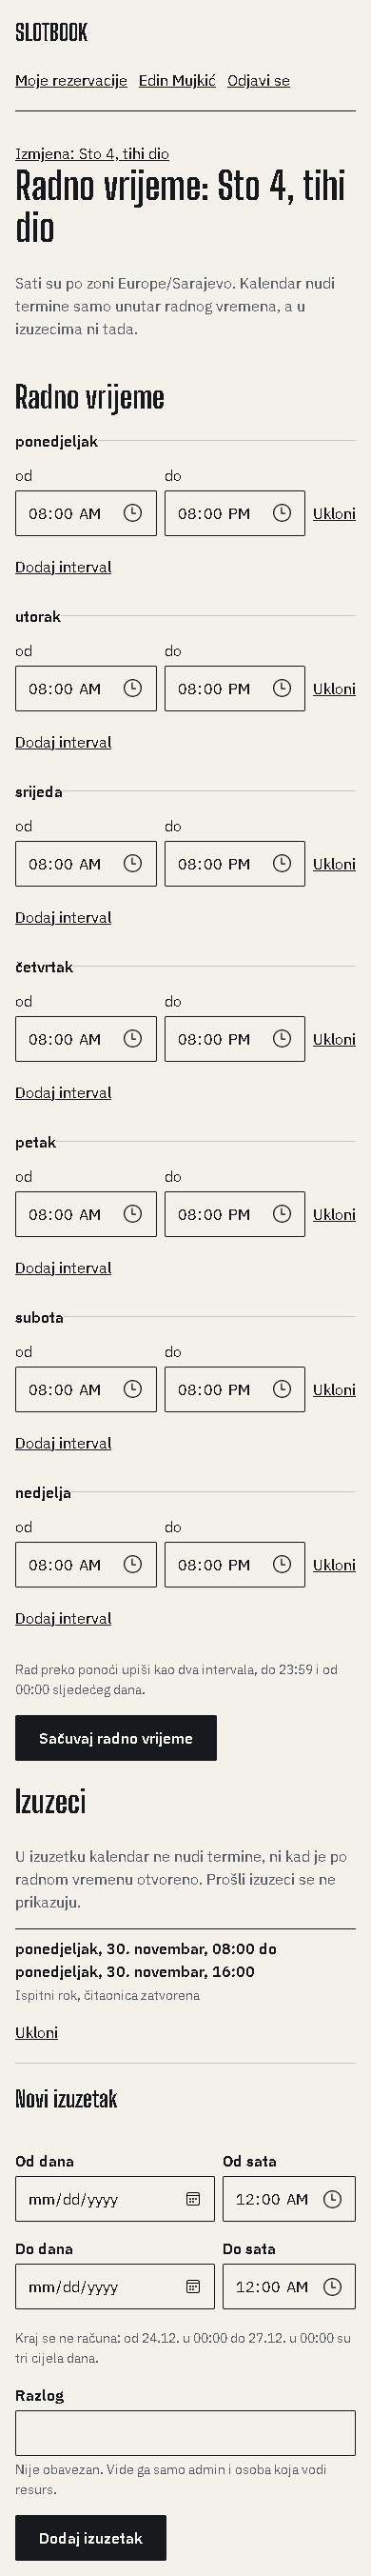 SLOTBOOK
Moje rezervacije Edin Mujkić Odjavi se
Izmjena: Sto 4, tihi dio
Radno vrijeme: Sto 4, tihi
dio
Sati su po zoni Europe/Sarajevo. Kalendar nudi
termine samo unutar radnog vremena, a u
izuzecima ni tada.
Radno vrijeme
ponedjeljak
od do
08:00 AM 08:00 PM Ukloni
Dodaj interval
utorak
od do
08:00 AM 08:00 PM Ukloni
Dodaj interval
srijeda
od do
08:00 AM 08:00 PM Ukloni
Dodaj interval
četvrtak
od do
08:00 AM 08:00 PM Ukloni
Dodaj interval
petak
od do
08:00 AM 08:00 PM Ukloni
Dodaj interval
subota
od do
08:00 AM 08:00 PM Ukloni
Dodaj interval
nedjelja
od do
08:00 AM 08:00 PM Ukloni
Dodaj interval
Rad preko ponoći upiši kao dva intervala, do 23:59 i od
00:00 sljedećeg dana.
Sačuvaj radno vrijeme
Izuzeci
U izuzetku kalendar ne nudi termine, ni kad je po
radnom vremenu otvoreno. Prošli izuzeci se ne
prikazuju.
ponedjeljak, 30. novembar, 08:00 do
ponedjeljak, 30. novembar, 16:00
Ispitni rok, čitaonica zatvorena
Ukloni
Novi izuzetak
Od dana Od sata
mm/dd/yyyy 12:00 AM
Do dana Do sata
mm/dd/yyyy 12:00 AM
Kraj se ne računa: od 24.12. u 00:00 do 27.12. u 00:00 su
tri cijela dana.
Razlog
Nije obavezan. Vide ga samo admin i osoba koja vodi
resurs.
Dodaj izuzetak